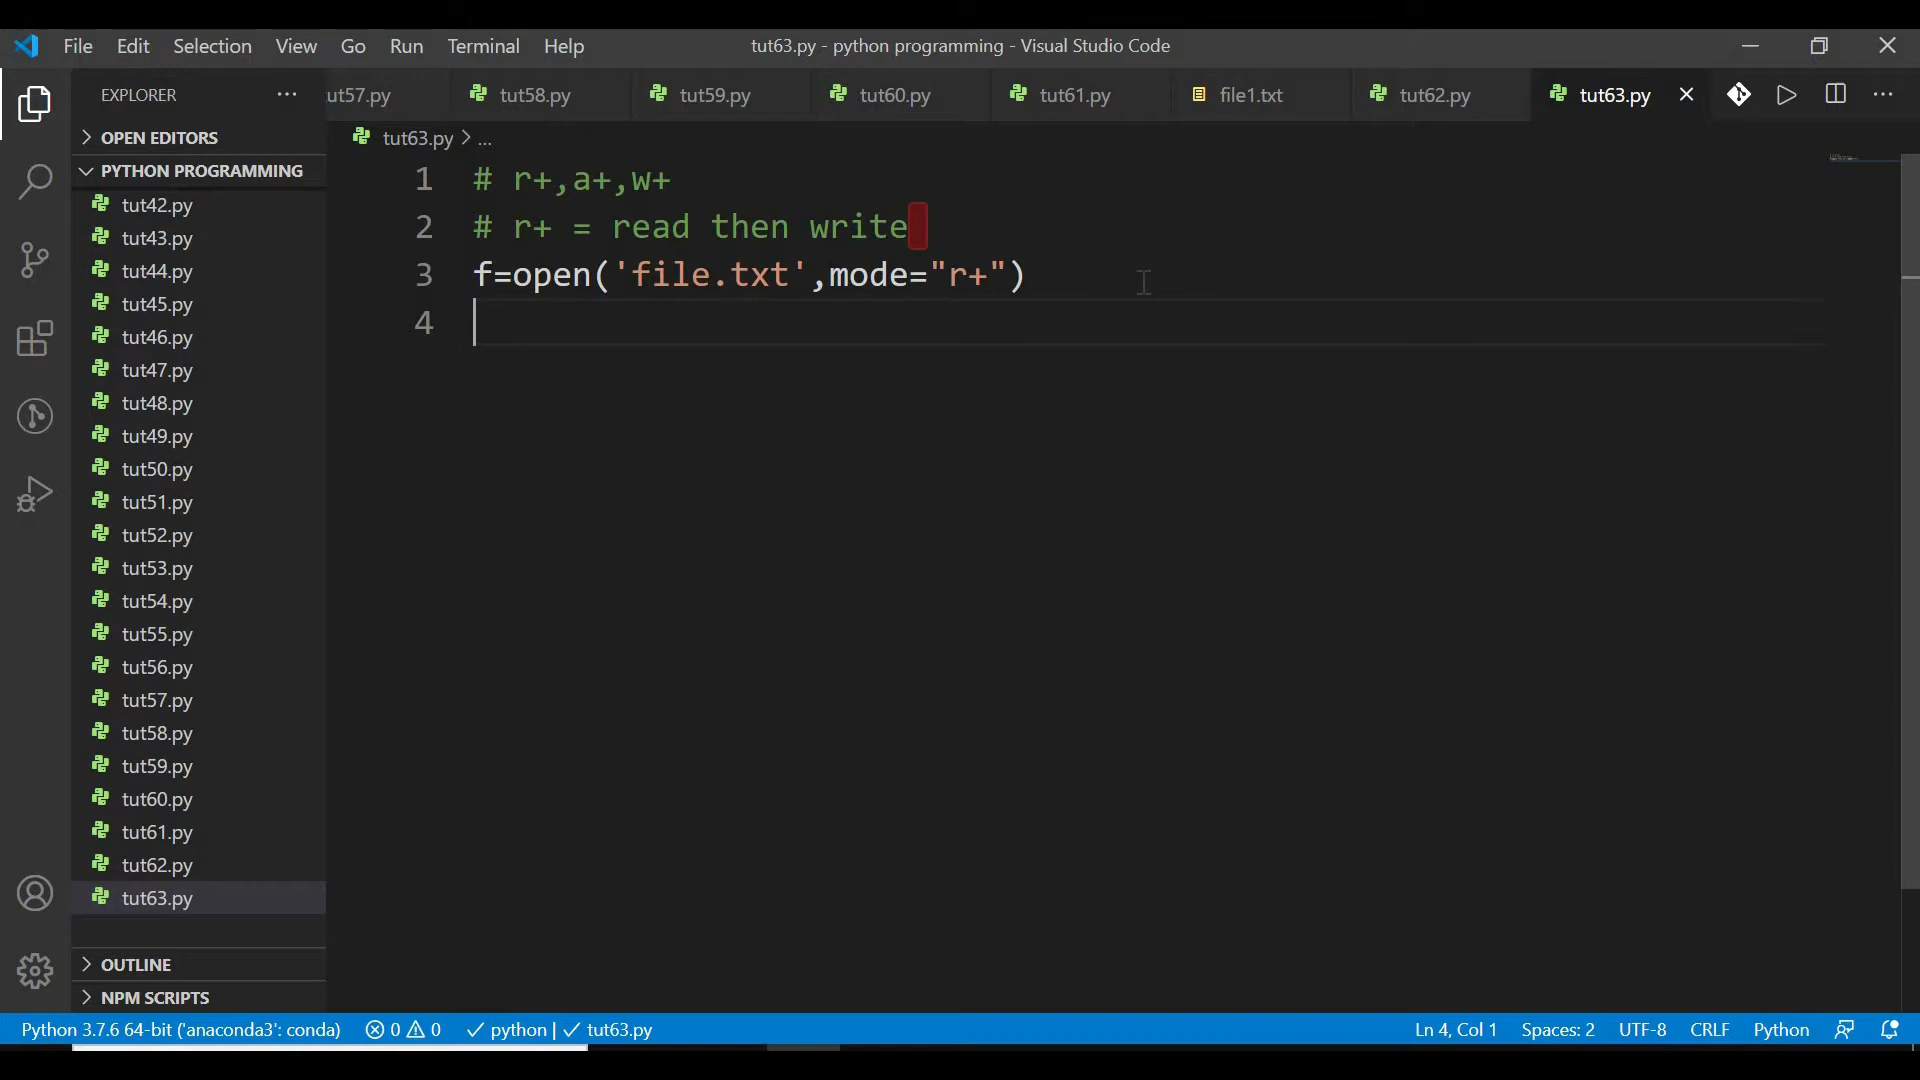 File Edit Selection View Go Run Terminal Help
tut63.py - python programming - Visual Studio Code
EXPLORER
ut57.py
tut58.py
tut59.py
tut60.py
tut61.py
file1.txt
tut62.py
tut63.py
OPEN EDITORS
PYTHON PROGRAMMING
tut63.py > ...
tut42.py
tut43.py
tut44.py
tut45.py
tut46.py
tut47.py
tut48.py
tut49.py
tut50.py
tut51.py
tut52.py
tut53.py
tut54.py
tut55.py
tut56.py
tut57.py
tut58.py
tut59.py
tut60.py
tut61.py
tut62.py
tut63.py
OUTLINE
NPM SCRIPTS
1 # r+,a+,w+
2 # r+ = read then write
3 f=open('file.txt',mode="r+")
4
Python 3.7.6 64-bit ('anaconda3': conda) 0 0 python | tut63.py
Ln 4, Col 1 Spaces: 2 UTF-8 CRLF Python